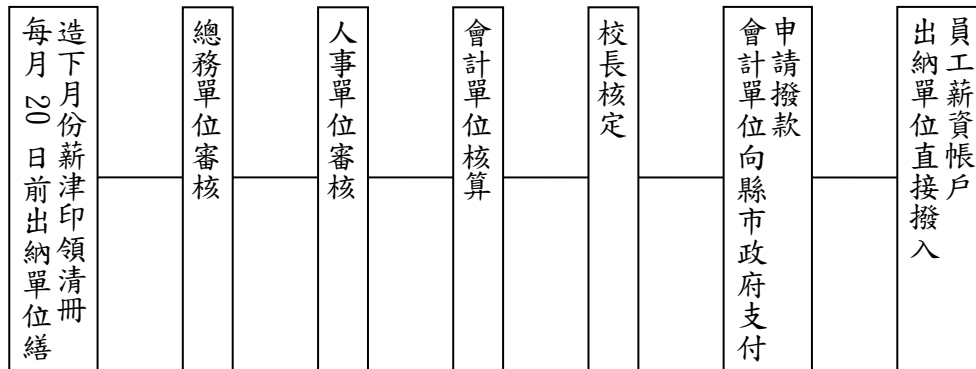 每月 20 日前出納單位繕
造下月份薪津印領清冊
總務單位審核
人事單位審核
會計單位核算
校長核定
會計單位向縣市政府支付
申請撥款
出納單位直接撥入
員工薪資帳戶